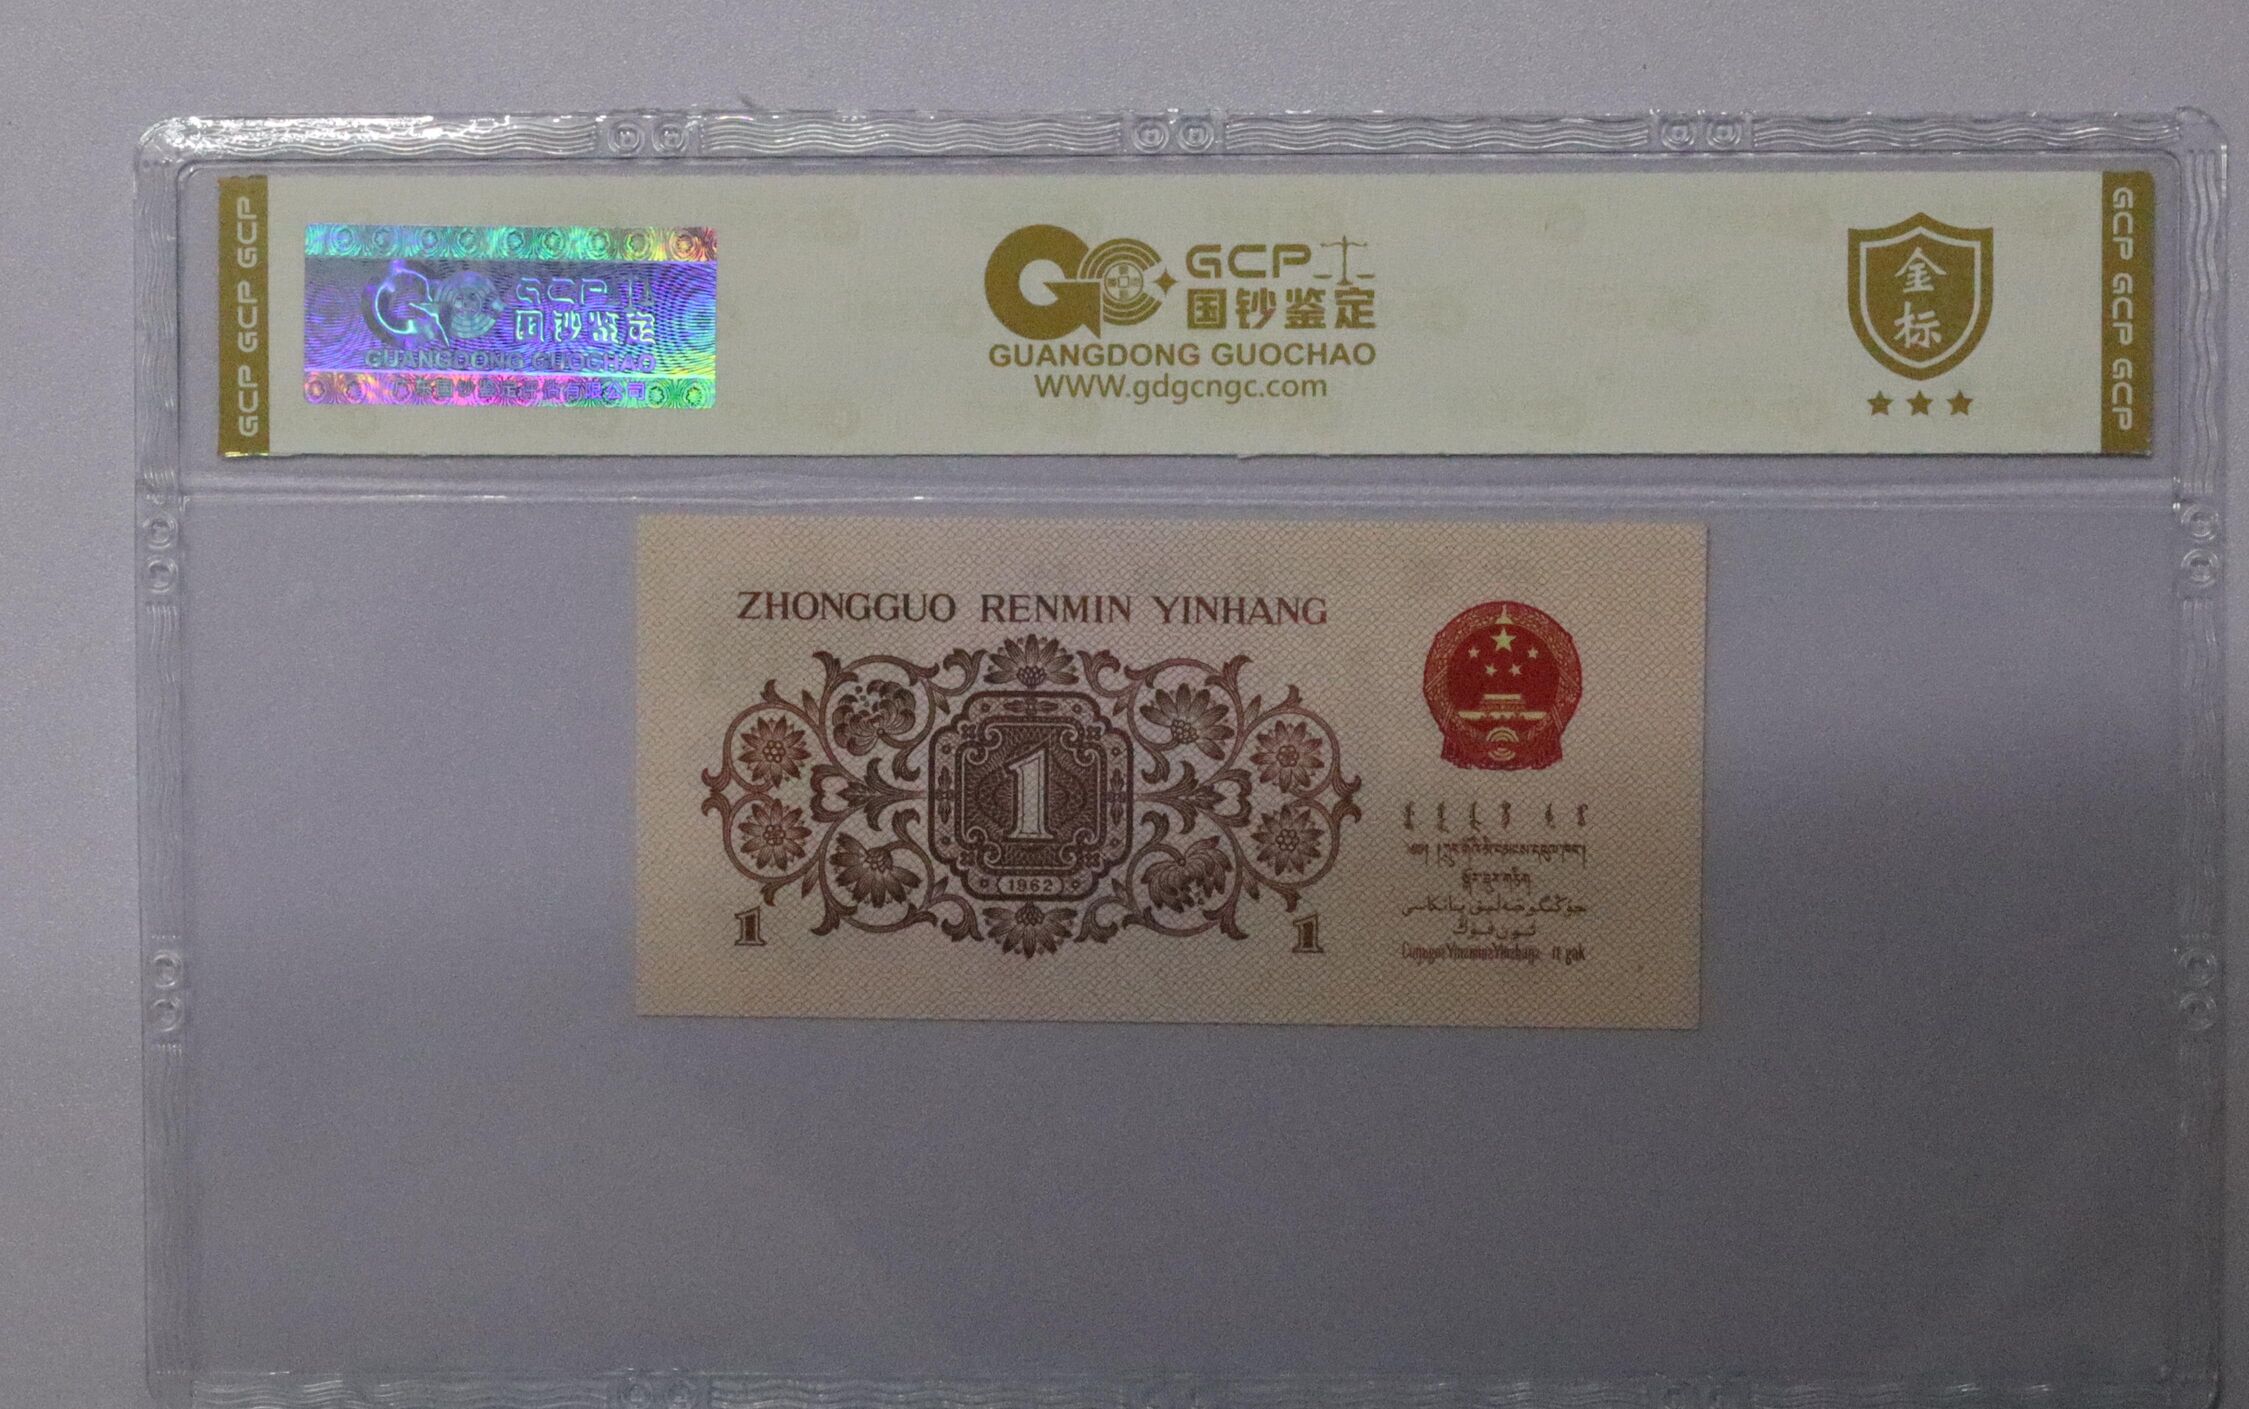 GCP GCP GCP
GCP
国钞鉴定
GUANGDONG GUOCHAO
GCP
国钞鉴定
GUANGDONG GUOCHAO
WWW.gdgcngc.com
金
标
GCP GCP GCP
ZHONGGUO RENMIN YINHANG
1
1962
1
1